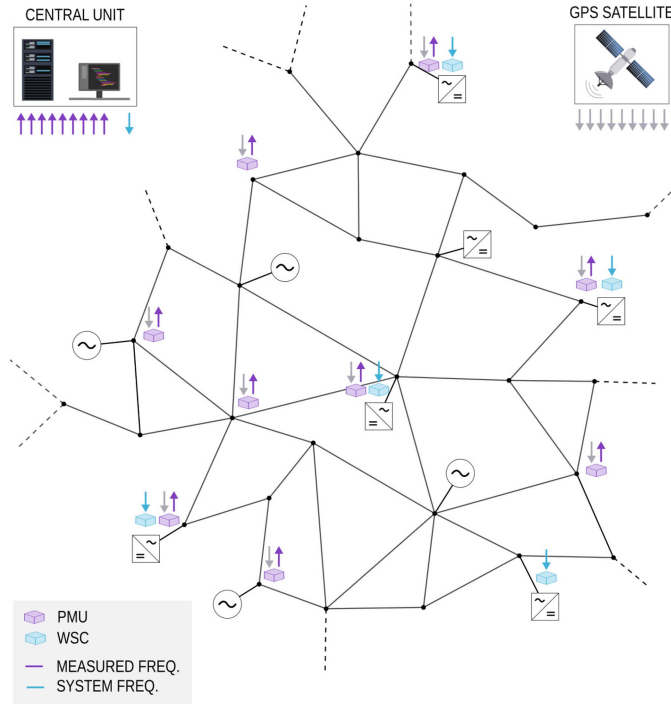 CENTRAL UNIT
GPS SATELLITE
PMU
WSC
MEASURED FREQ.
SYSTEM FREQ.